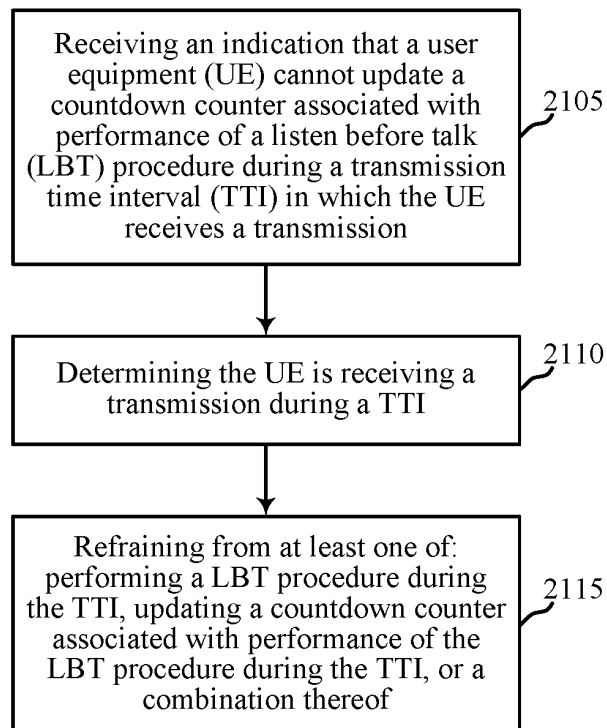 Receiving an indication that a user
equipment (UE) cannot update a
countdown counter associated with
performance of a listen before talk
(LBT) procedure during a transmission
time interval (TTI) in which the UE
receives a transmission
2105
Determining the UE is receiving a
transmission during a TTI
2110
Refraining from at least one of:
performing a LBT procedure during
the TTI, updating a countdown counter
associated with performance of the
LBT procedure during the TTI, or a
combination thereof
2115